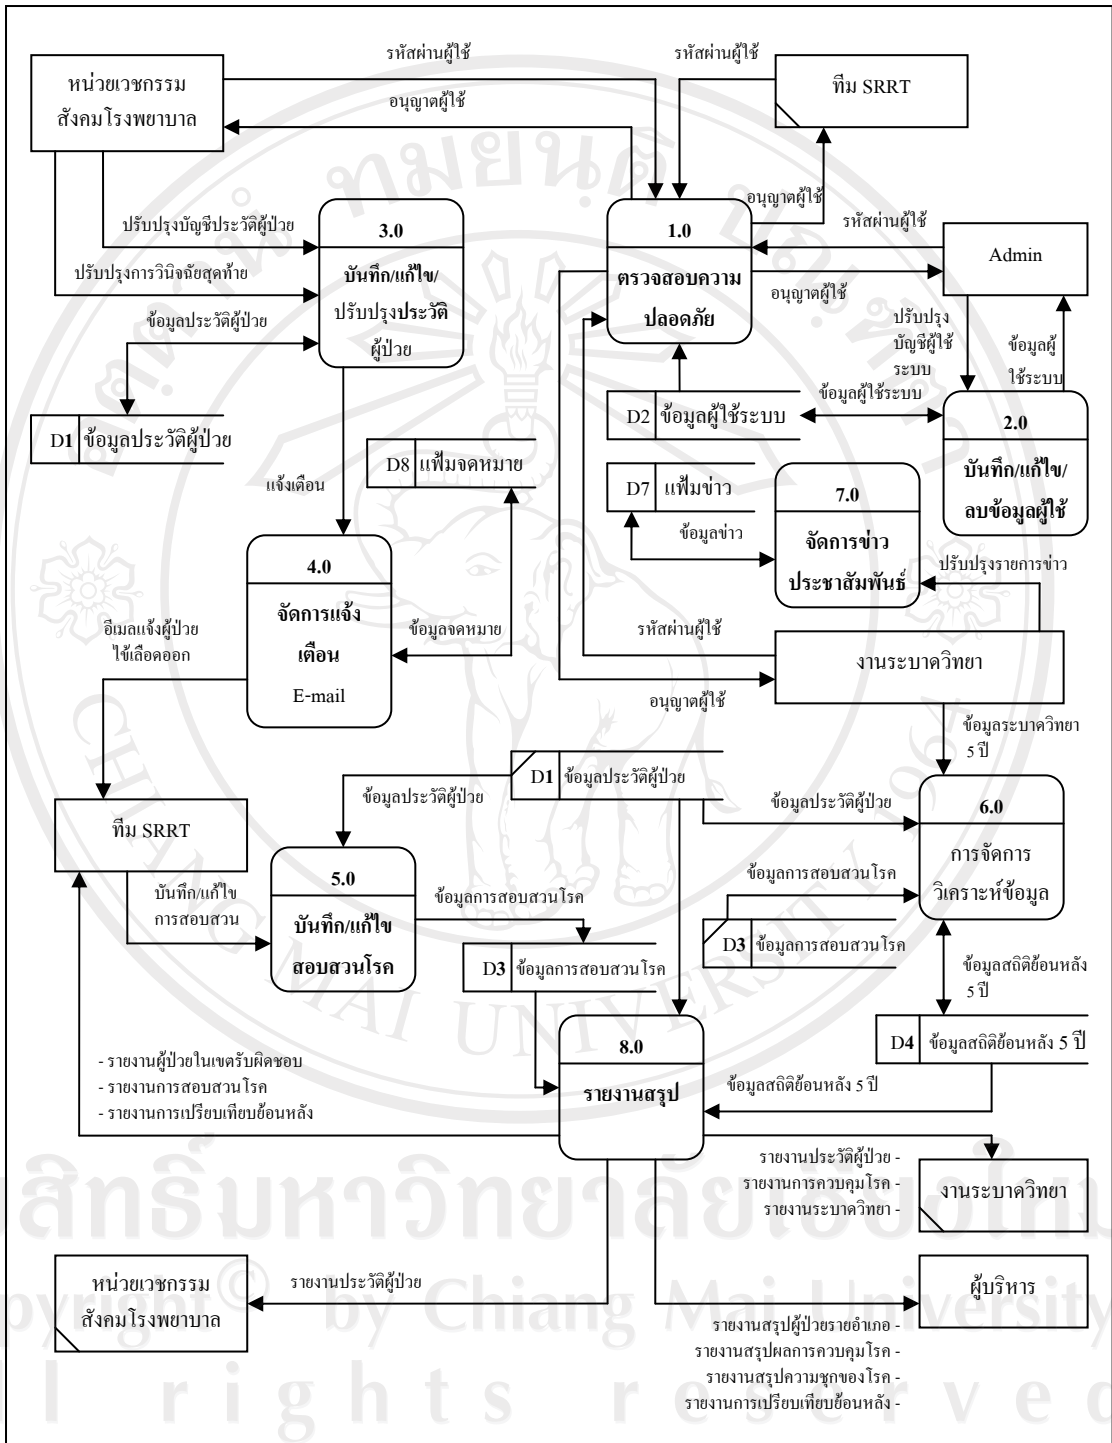 รหัสผ่านผู้ใช้
รหัสผ่านผู้ใช้
หน่วยเวชกรรม
สังคมโรงพยาบาล
ทีม SRRT
อนุญาตผู้ใช้
อนุญาตผู้ใช้
รหัสผ่านผู้ใช้
ปรับปรุงบัญชีประวัติผู้ป่วย
3.0
บันทึก/แก้ไข/
ปรับปรุงประวัติ
ผู้ป่วย
1.0
ตรวจสอบความ
ปลอดภัย
Admin
ปรับปรุงการวินิจฉัยสุดท้าย
อนุญาตผู้ใช้
ข้อมูลประวัติผู้ป่วย
ปรับปรุง
บัญชีผู้ใช้
ระบบ
ข้อมูลผู้
ใช้ระบบ
D1 ข้อมูลประวัติผู้ป่วย
D2 ข้อมูลผู้ใช้ระบบ
ข้อมูลผู้ใช้ระบบ
2.0
บันทึก/แก้ไข/
ลบข้อมูลผู้ใช้
แจ้งเตือน
D8 แฟ้มจดหมาย
D7 แฟ้มข่าว
ข้อมูลข่าว
7.0
จัดการข่าว
ประชาสัมพันธ์
ปรับปรุงรายการข่าว
4.0
จัดการแจ้ง
เตือน
E-mail
ข้อมูลจดหมาย
อีเมลแจ้งผู้ป่วย
ไข้เลือดออก
รหัสผ่านผู้ใช้
งานระบาดวิทยา
อนุญาตผู้ใช้
ข้อมูลระบาดวิทยา
5 ปี
D1 ข้อมูลประวัติผู้ป่วย
ข้อมูลประวัติผู้ป่วย
ข้อมูลประวัติผู้ป่วย
6.0
การจัดการ
วิเคราะห์ข้อมูล
ทีม SRRT
บันทึก/แก้ไข
การสอบสวน
5.0
บันทึก/แก้ไข
สอบสวนโรค
ข้อมูลการสอบสวนโรค
ข้อมูลการสอบสวนโรค
D3 ข้อมูลการสอบสวนโรค
D3 ข้อมูลการสอบสวนโรค
ข้อมูลสถิติย้อนหลัง
5 ปี
D4 ข้อมูลสถิติย้อนหลัง 5 ปี
8.0
รายงานสรุป
ข้อมูลสถิติย้อนหลัง 5 ปี
- รายงานผู้ป่วยในเขตรับผิดชอบ
- รายงานการสอบสวนโรค
- รายงานการเปรียบเทียบย้อนหลัง
รายงานประวัติผู้ป่วย -
รายงานการควบคุมโรค -
รายงานระบาดวิทยา -
งานระบาดวิทยา
หน่วยเวชกรรม
สังคมโรงพยาบาล
รายงานประวัติผู้ป่วย
ผู้บริหาร
รายงานสรุปผู้ป่วยรายอำเภอ -
รายงานสรุปผลการควบคุมโรค -
รายงานสรุปความชุกของโรค -
รายงานการเปรียบเทียบย้อนหลัง -
CHIANG MAI UNIVERSITY 1964
by Chiang Mai University
rights reserved